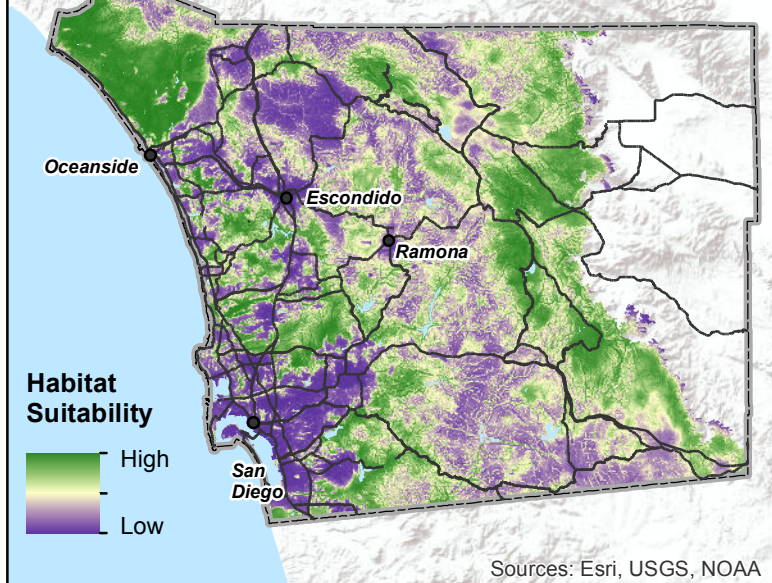 Oceanside
Escondido
Ramona
Habitat
Suitability
High
Low
San
Diego
Sources: Esri, USGS, NOAA